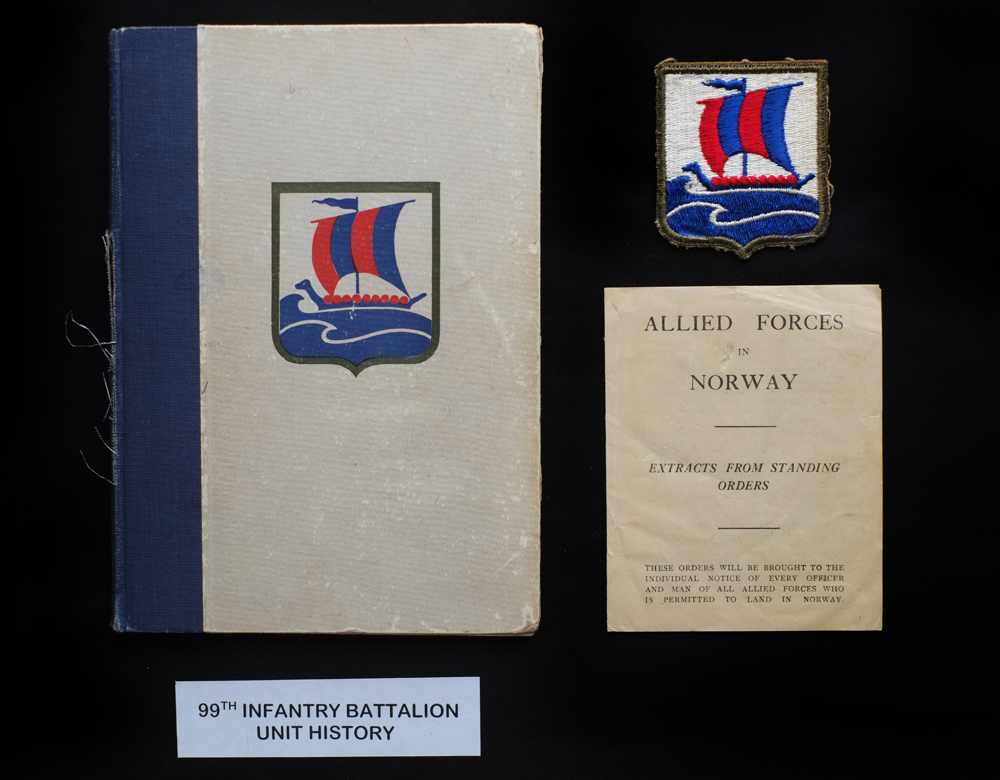 ALLIED FORCES
IN
NORWAY
EXTRACTS FROM STANDING
ORDERS
THESE ORDERS WILL BE BROUGHT TO THE
INDIVIDUAL NOTICE OF EVERY OFFICER
AND MAN OF ALL ALLIED FORCES WHO
IS PERMITTED TO LAND IN NORWAY.
99TH INFANTRY BATTALION
UNIT HISTORY